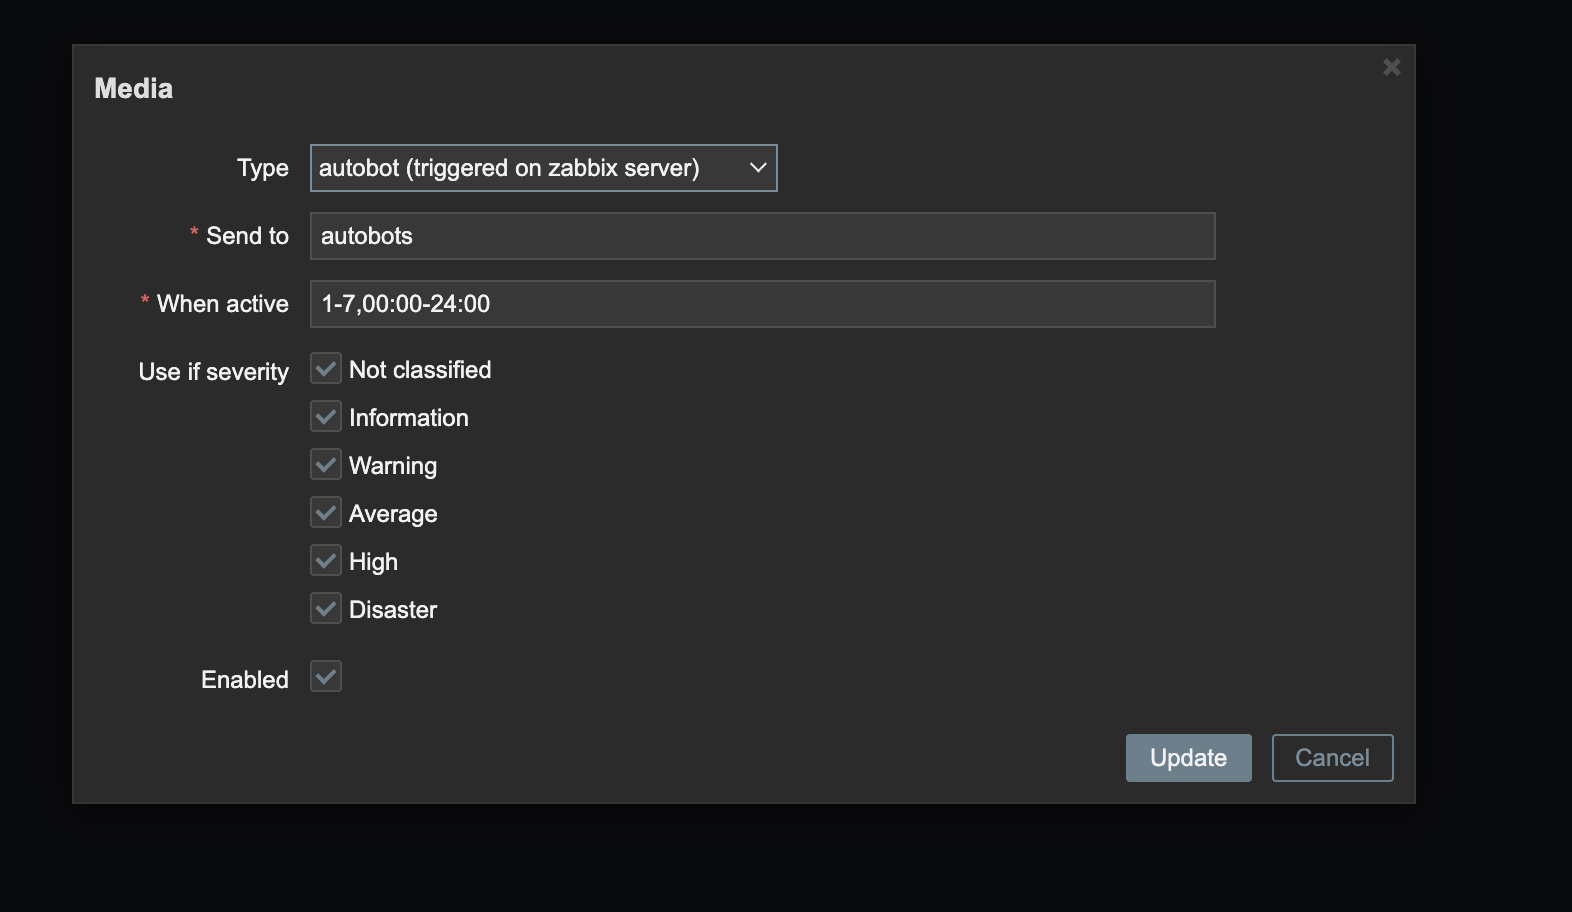 Media
Type autobot (triggered on zabbix server)
* Send to autobots
* When active 1-7,00:00-24:00
Use if severity Not classified
Information
Warning
Average
High
Disaster
Enabled
Update Cancel